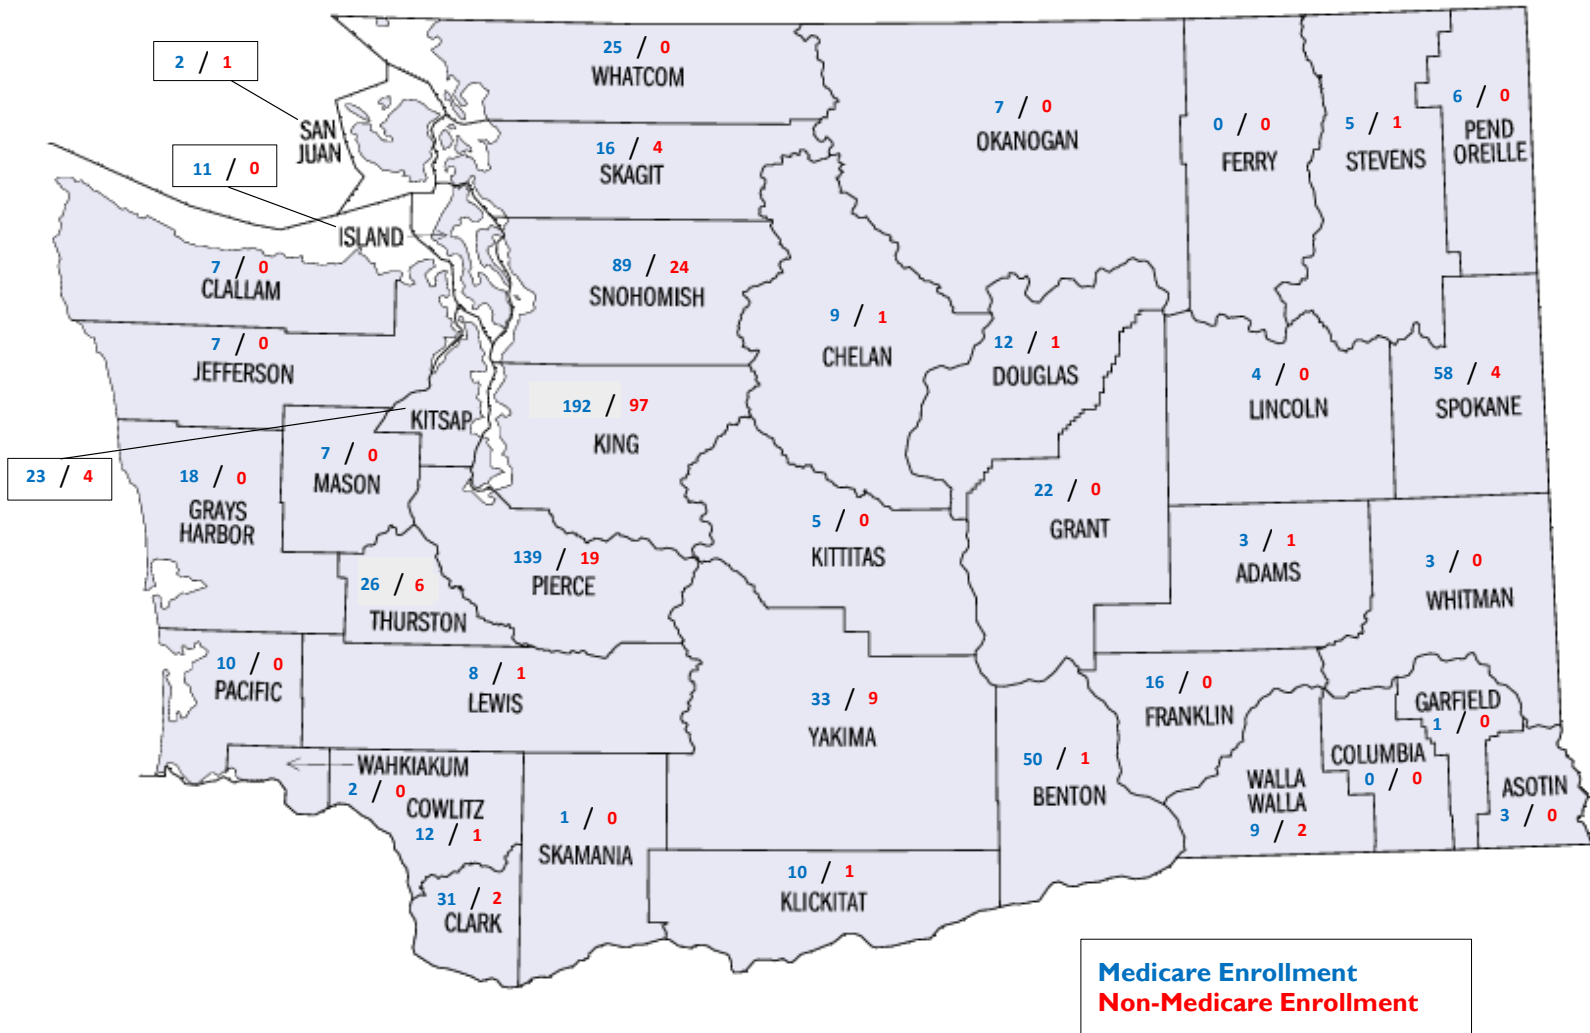 25 / 0
WHATCOM
2 / 1
SAN
JUAN
7 / 0
OKANOGAN
0 / 0
FERRY
5 / 1
STEVENS
6 / 0
PEND
OREILLE
16 / 4
SKAGIT
11 / 0
ISLAND
7 / 0
CLALLAM
89 / 24
SNOHOMISH
9 / 1
CHELAN
12 / 1
DOUGLAS
7 / 0
JEFFERSON
4 / 0
LINCOLN
58 / 4
SPOKANE
192 / 97
KING
KITSAP
23 / 4
7 / 0
MASON
18 / 0
GRAYS
HARBOR
22 / 0
GRANT
5 / 0
KITTITAS
3 / 1
ADAMS
3 / 0
WHITMAN
139 / 19
PIERCE
26 / 6
THURSTON
10 / 0
PACIFIC
8 / 1
LEWIS
33 / 9
YAKIMA
16 / 0
FRANKLIN
GARFIELD
1 / 0
50 / 1
BENTON
WALLA
WALLA
9 / 2
COLUMBIA
0 / 0
ASOTIN
3 / 0
WAHKIAKUM
2 / 0
COWLITZ
12 / 1
1 / 0
SKAMANIA
10 / 1
KLICKITAT
31 / 2
CLARK
Medicare Enrollment
Non-Medicare Enrollment